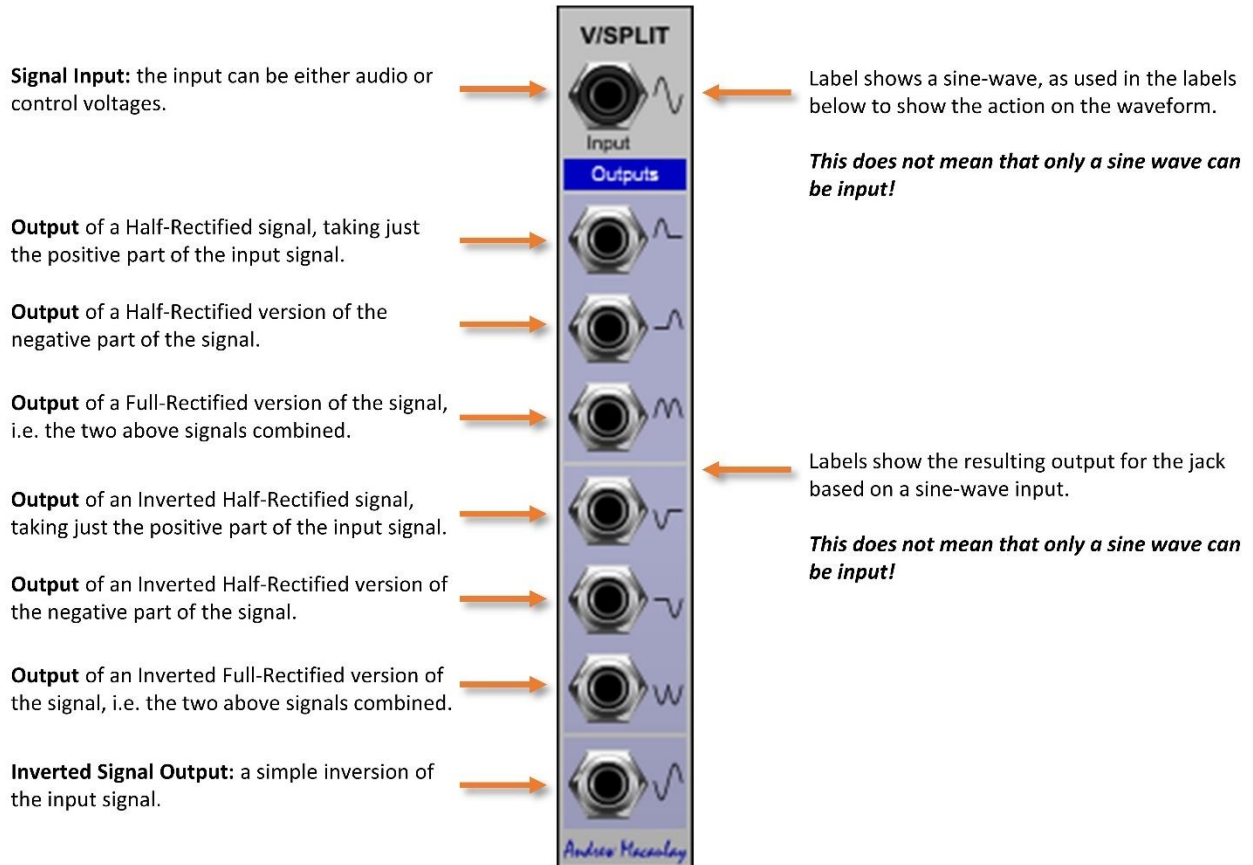 V/SPLIT
Signal Input: the input can be either audio or
control voltages.
Label shows a sine-wave, as used in the labels
below to show the action on the waveform.
This does not mean that only a sine wave can
be input!
Input
Outputs
Output of a Half-Rectified signal, taking just
the positive part of the input signal.
Output of a Half-Rectified version of the
negative part of the signal.
Output of a Full-Rectified version of the signal,
i.e. the two above signals combined.
Labels show the resulting output for the jack
based on a sine-wave input.
This does not mean that only a sine wave can
be input!
Output of an Inverted Half-Rectified signal,
taking just the positive part of the input signal.
Output of an Inverted Half-Rectified version of
the negative part of the signal.
Output of an Inverted Full-Rectified version of
the signal, i.e. the two above signals combined.
Inverted Signal Output: a simple inversion of
the input signal.
Andrew Macaulay